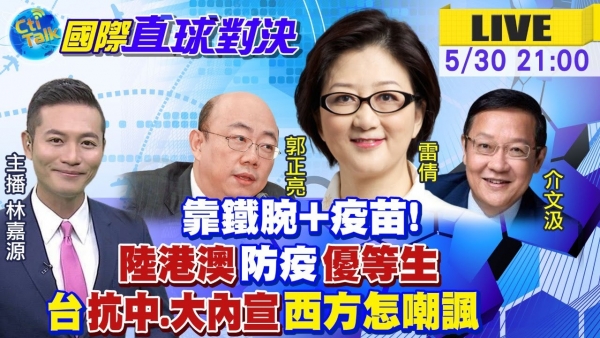 Cti Talk
國際直球對決
LIVE
5/30 21:00
主播 林嘉源
郭正亮
雷倩
介文汲
靠鐵腕+疫苗!
陸港澳防疫優等生
台抗中.大內宣西方怎嘲諷